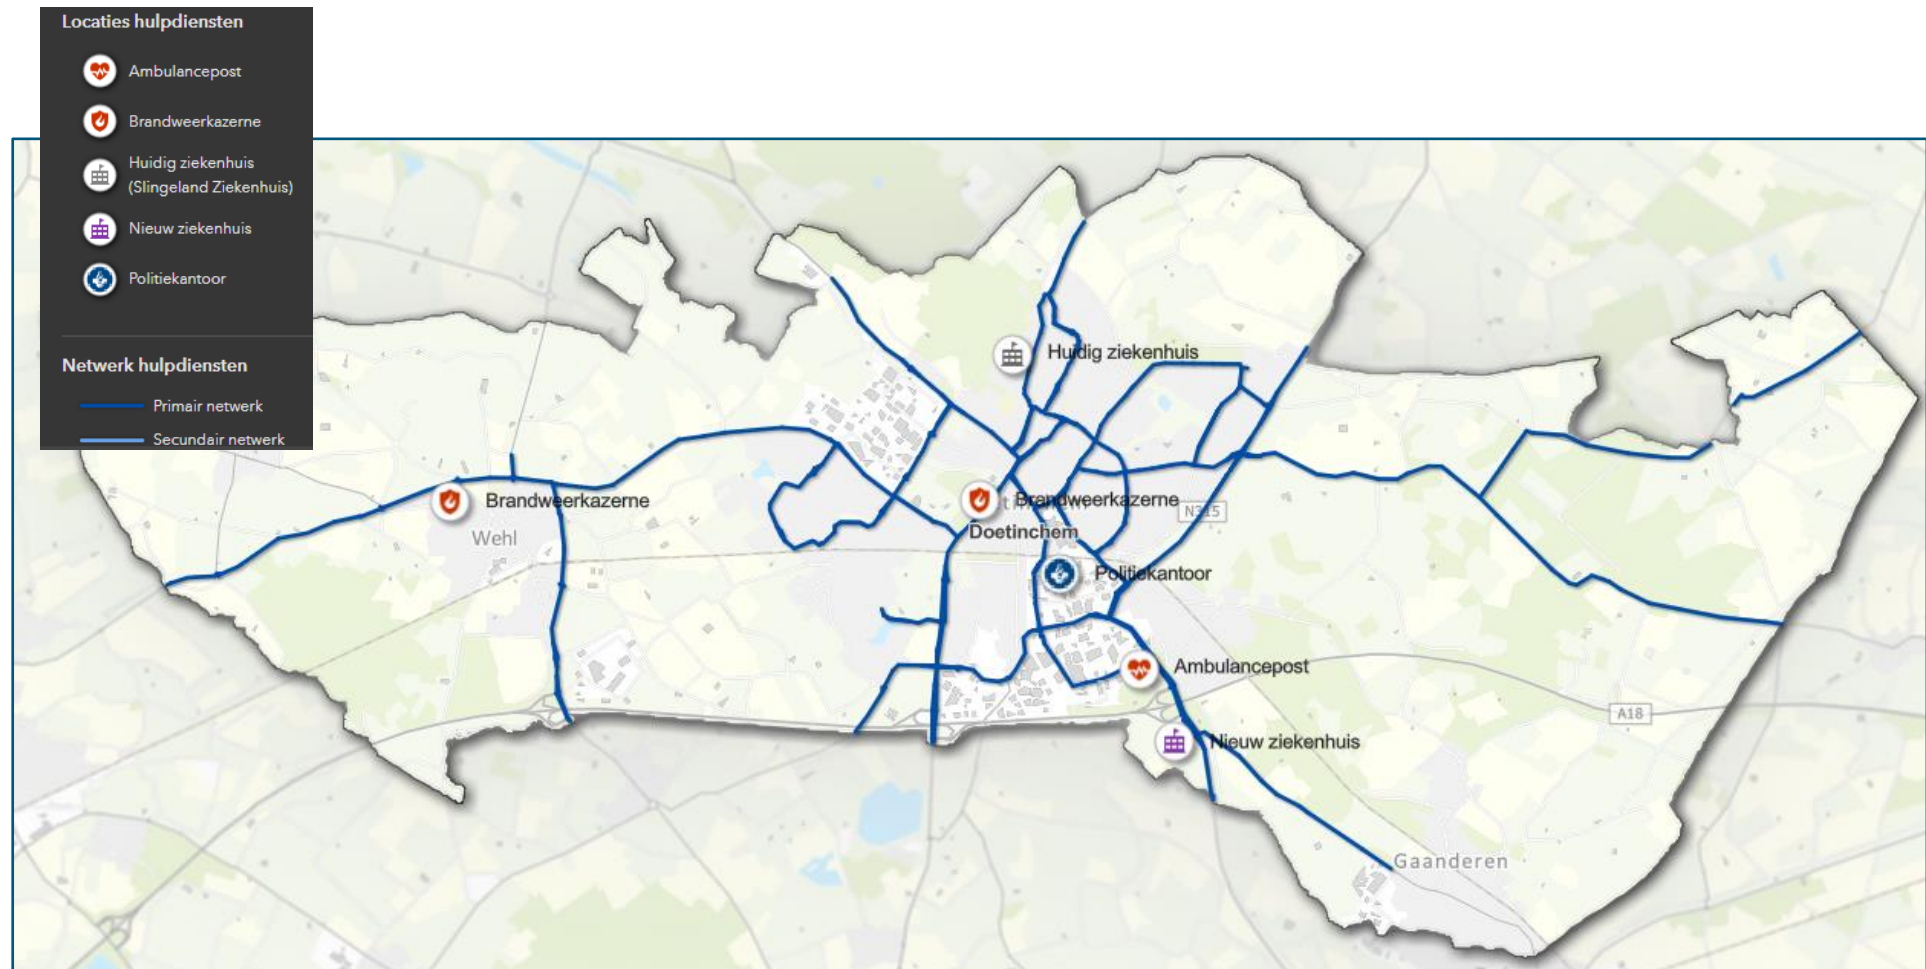 Locaties hulpdiensten
Ambulancepost
Brandweerkazerne
Huidig ziekenhuis
(Slingeland Ziekenhuis)
Nieuw ziekenhuis
Politiekantoor
Netwerk hulpdiensten
Primair netwerk
Secundair netwerk
Huidig ziekenhuis
Brandweerkazerne
Brandweerkazerne
N315
Doetinchem
Wehl
Politiekantoor
Ambulancepost
A18
Nieuw ziekenhuis
Gaanderen